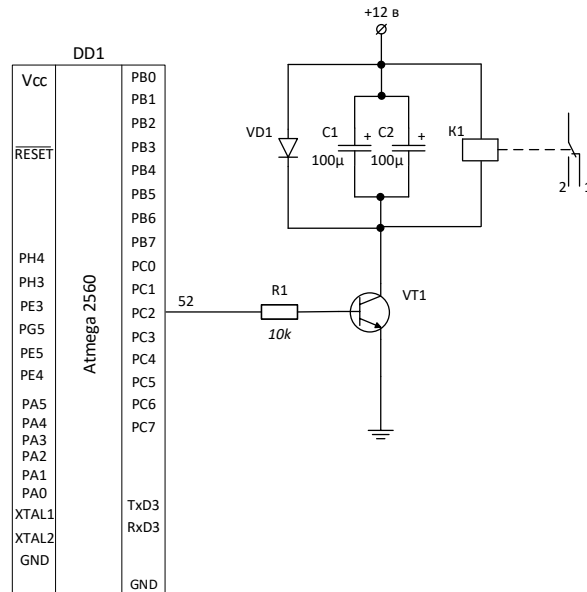 +12 в
DD1
Vcc
RESET
PH4
PH3
PE3
PG5
PE5
PE4
PA5
PA4
PA3
PA2
PA1
PA0
XTAL1
XTAL2
GND
Atmega 2560
PB0
PB1
PB2
PB3
PB4
PB5
PB6
PB7
PC0
PC1
PC2
PC3
PC4
PC5
PC6
PC7
TxD3
RxD3
GND
52
R1
10k
VD1
C1
+
100µ
C2
+
100µ
K1
2
1
VT1